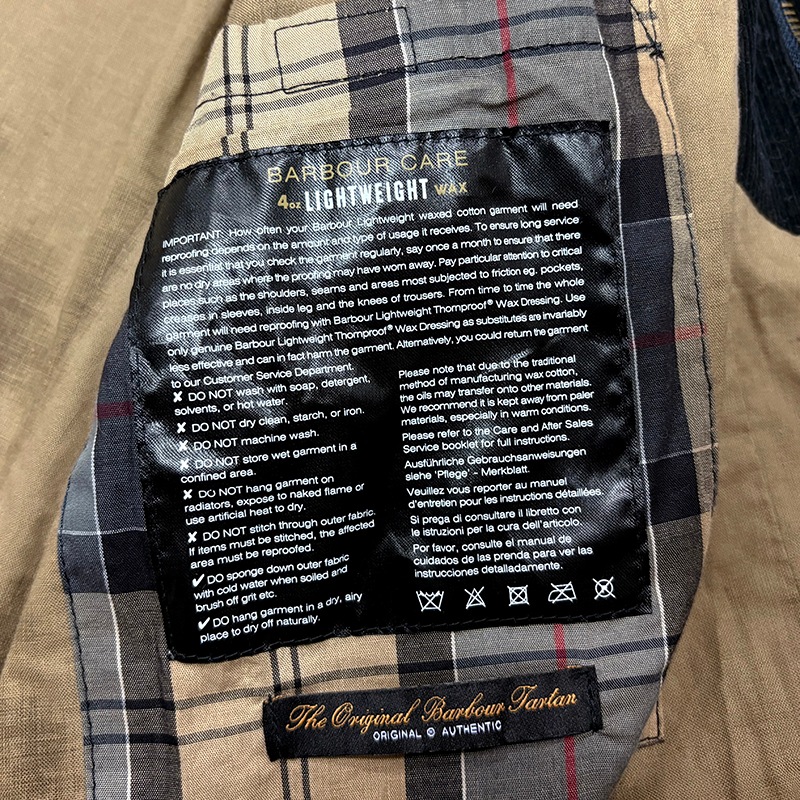 BARBOUR CARE
4oz LIGHTWEIGHT WAX
IMPORTANT: How often your Barbour Lightweight waxed cotton garment will need
reproofing depends on the amount and type of usage it receives. To ensure long service
it is essential that you check the garment regularly, say once a month to ensure that there
are no dry areas where the proofing may have worn away. Pay particular attention to critical
places such as the shoulders, seams and areas most subjected to friction eg. pockets,
creases in sleeves, inside leg and the knees of trousers. From time to time the whole
garment will need reproofing with Barbour Lightweight Thornproof® Wax Dressing. Use
only genuine Barbour Lightweight Thornproof® Wax Dressing as substitutes are invariably
less effective and can in fact harm the garment. Alternatively, you could return the garment
to our Customer Service Department.
✘ DO NOT wash with soap, detergent,
solvents, or hot water.
✘ DO NOT dry clean, starch, or iron.
✘ DO NOT machine wash.
✘ DO NOT store wet garment in a
confined area.
✘ DO NOT hang garment on
radiators, expose to naked flame or
use artificial heat to dry.
✘ DO NOT stitch through outer fabric.
If items must be stitched, the affected
area must be reproofed.
✔ DO sponge down outer fabric
with cold water when soiled and
brush off grit etc.
✔ DO hang garment in a dry, airy
place to dry off naturally.
Please note that due to the traditional
method of manufacturing wax cotton,
the oils may transfer onto other materials.
We recommend it is kept away from paler
materials, especially in warm conditions.
Please refer to the Care and After Sales
Service booklet for full instructions.
Ausführliche Gebrauchsanweisungen
siehe 'Pflege' - Merkblatt.
Veuillez vous reporter au manuel
d'entretien pour les instructions détaillées.
Si prega di consultare il libretto con
le istruzioni per la cura dell'articolo.
Por favor, consulte el manual de
cuidados de las prenda para ver las
instrucciones detalladamente.
The Original Barbour Tartan
ORIGINAL © AUTHENTIC